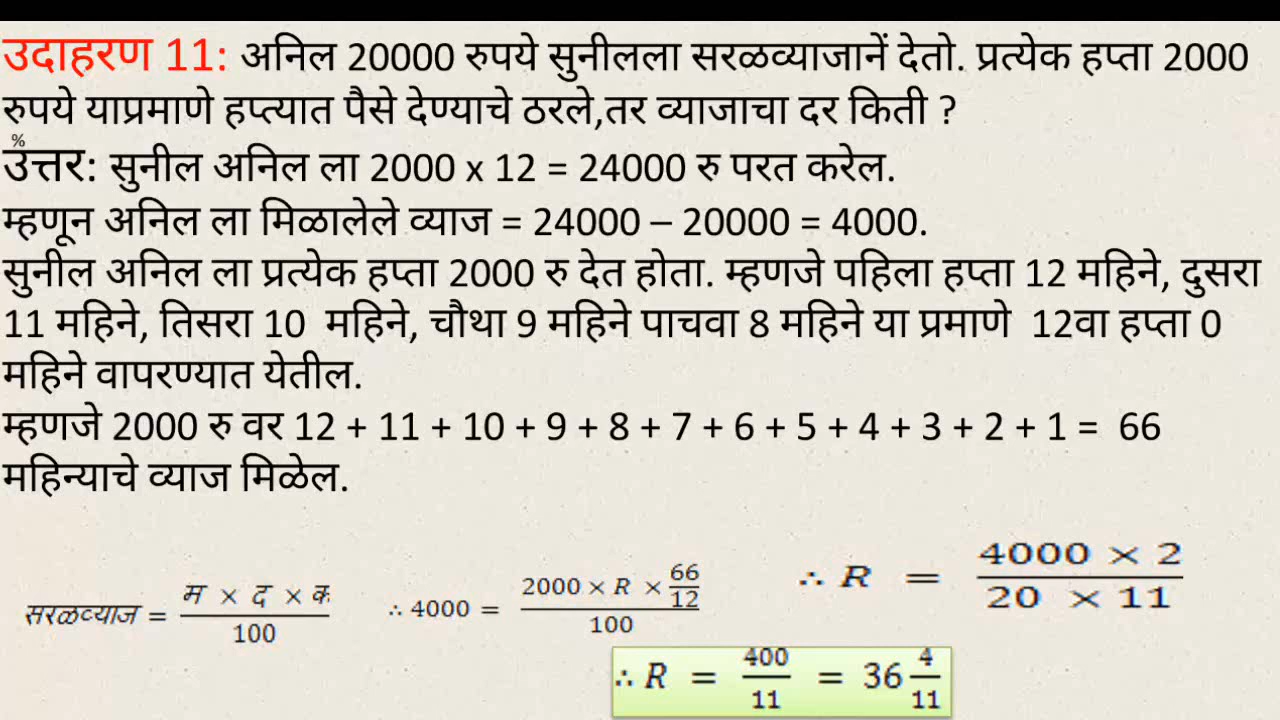 उदाहरण 11: अनिल 20000 रुपये सुनीलला सरळव्याजानें देतो. प्रत्येक हप्ता 2000
रुपये याप्रमाणे हप्त्यात पैसे देण्याचे ठरले,तर व्याजाचा दर किती ?
%
उत्तर: सुनील अनिल ला 2000 x 12 = 24000 रु परत करेल.
म्हणून अनिल ला मिळालेले व्याज = 24000 – 20000 = 4000.
सुनील अनिल ला प्रत्येक हप्ता 2000 रु देत होता. म्हणजे पहिला हप्ता 12 महिने, दुसरा
11 महिने, तिसरा 10 महिने, चौथा 9 महिने पाचवा 8 महिने या प्रमाणे 12वा हप्ता 0
महिने वापरण्यात येतील.
म्हणजे 2000 रु वर 12 + 11 + 10 + 9 + 8 + 7 + 6 + 5 + 4 + 3 + 2 + 1 = 66
महिन्याचे व्याज मिळेल.
सरळव्याज = म × द × क / 100
∴ 4000 = 2000 × R × 66/12 / 100
∴ R = 4000 × 2 / 20 × 11
∴ R = 400/11 = 36 4/11